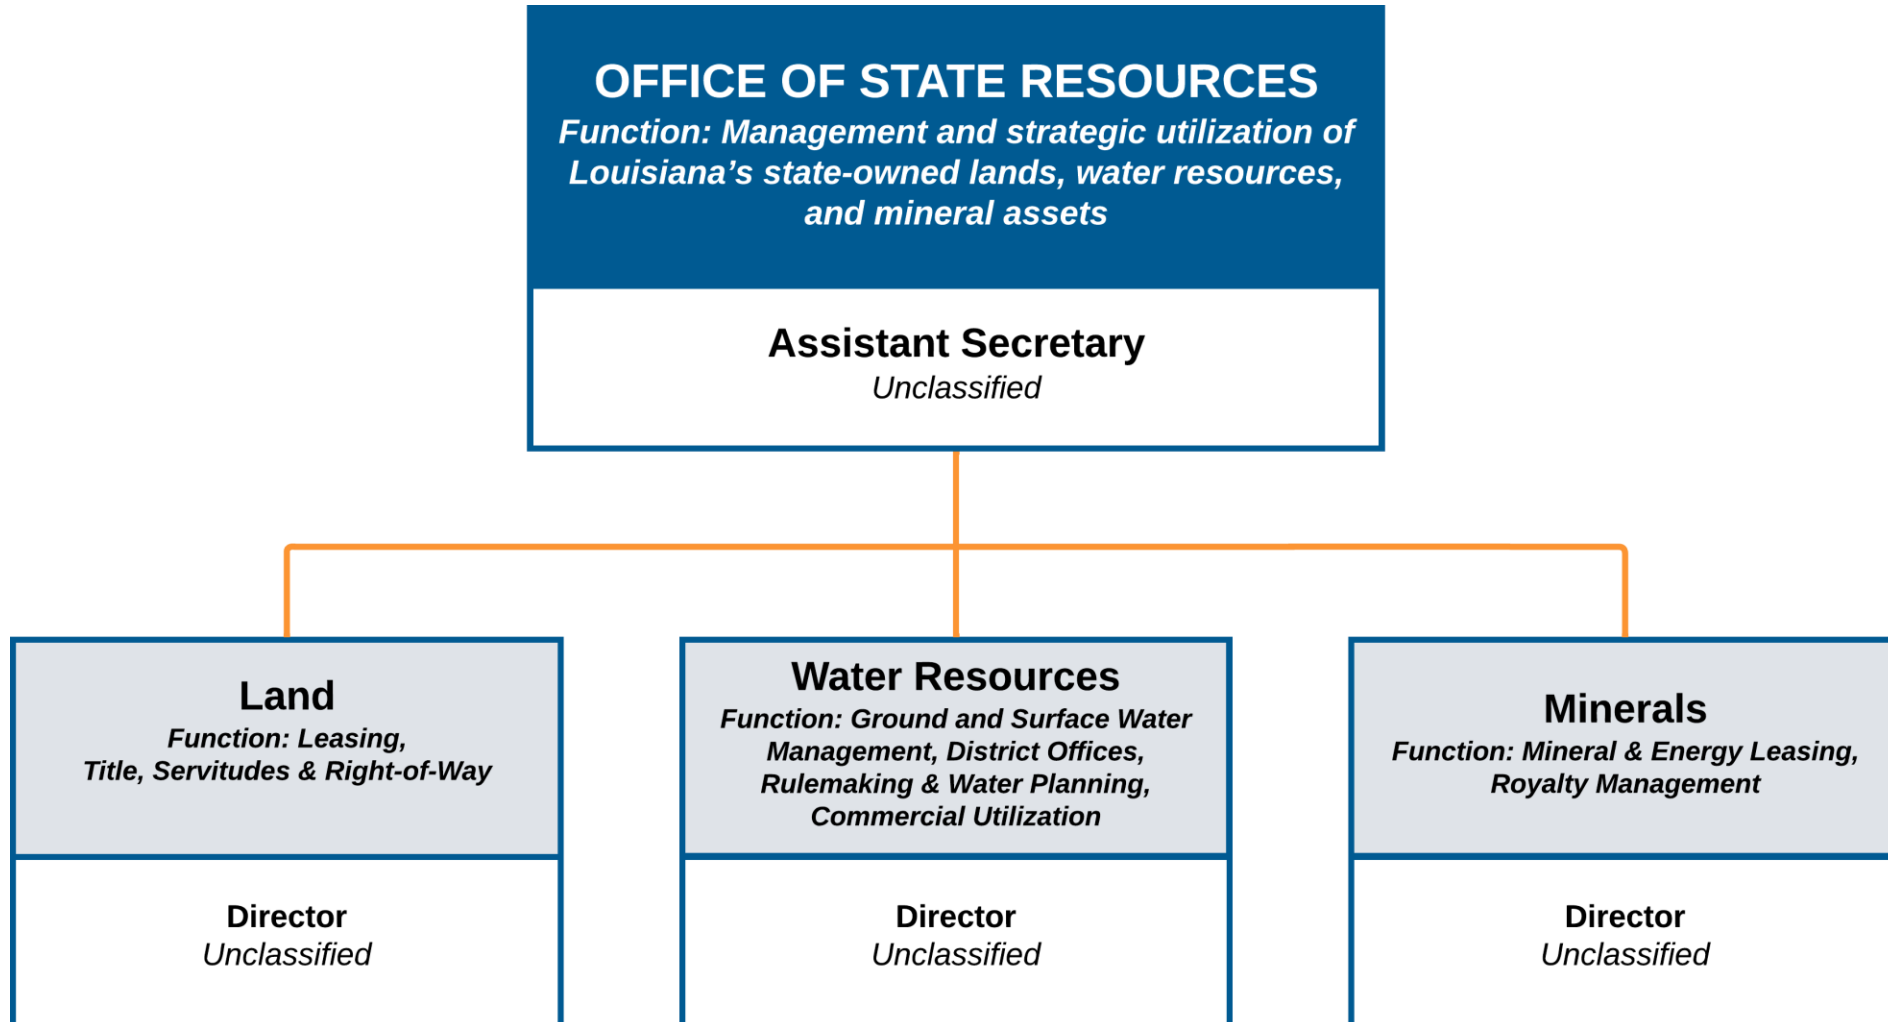 OFFICE OF STATE RESOURCES
Function: Management and strategic utilization of
Louisiana’s state-owned lands, water resources,
and mineral assets
Assistant Secretary
Unclassified
Land
Function: Leasing,
Title, Servitudes & Right-of-Way
Director
Unclassified
Water Resources
Function: Ground and Surface Water
Management, District Offices,
Rulemaking & Water Planning,
Commercial Utilization
Director
Unclassified
Minerals
Function: Mineral & Energy Leasing,
Royalty Management
Director
Unclassified